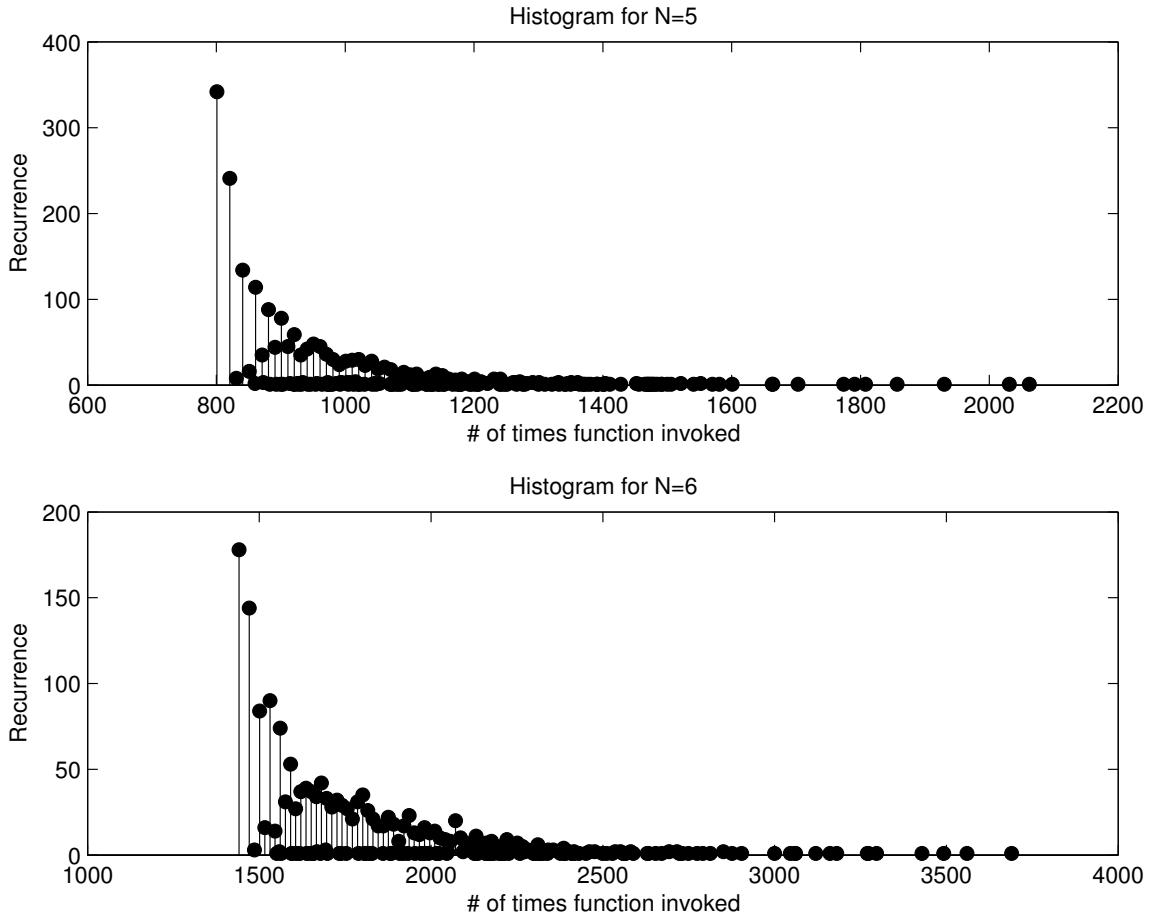 Histogram for N=5
400
300
200
100
0
Recurrence
600 800 1000 1200 1400 1600 1800 2000 2200
# of times function invoked
Histogram for N=6
200
150
100
50
0
Recurrence
1000 1500 2000 2500 3000 3500 4000
# of times function invoked